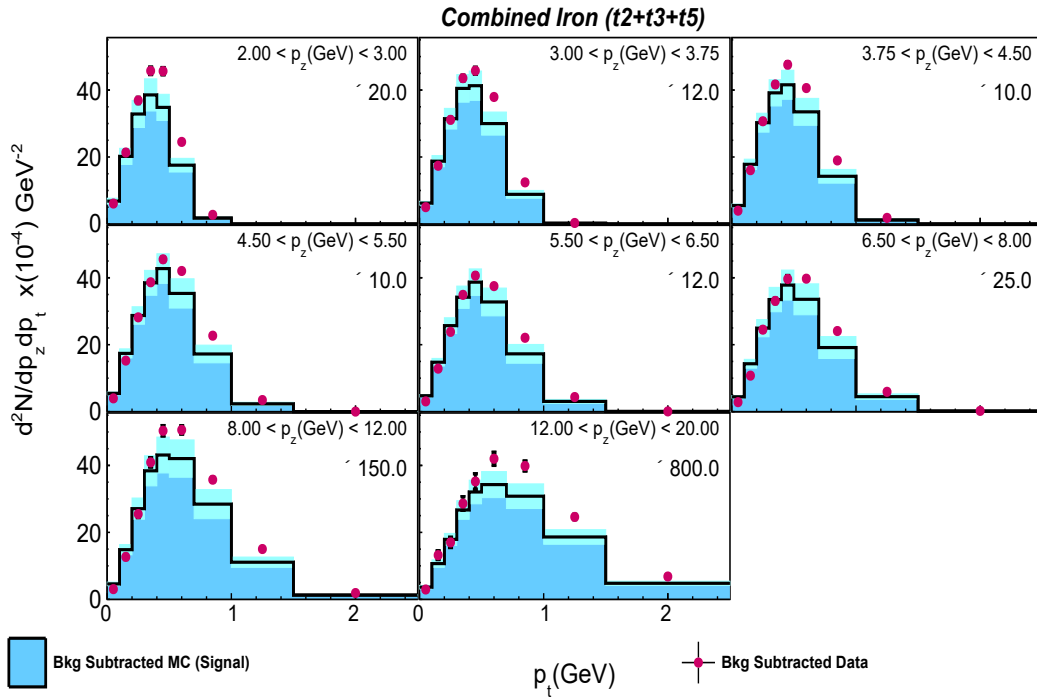 Combined Iron (t2+t3+t5)
2.00 < p_z(GeV) < 3.00
´ 20.0
3.00 < p_z(GeV) < 3.75
´ 12.0
3.75 < p_z(GeV) < 4.50
´ 10.0
40
20
0
4.50 < p_z(GeV) < 5.50
´ 10.0
5.50 < p_z(GeV) < 6.50
´ 12.0
6.50 < p_z(GeV) < 8.00
´ 25.0
40
20
0
8.00 < p_z(GeV) < 12.00
´ 150.0
12.00 < p_z(GeV) < 20.00
´ 800.0
40
20
0
0 1 2
0 1 2
d²N/dp_z dp_t x(10⁻⁴) GeV⁻²
p_t(GeV)
Bkg Subtracted MC (Signal)
Bkg Subtracted Data